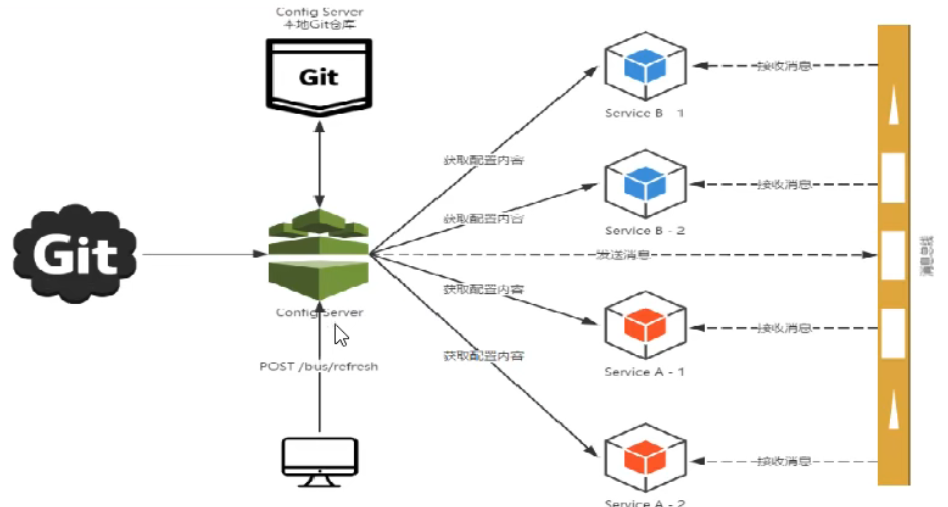 Config Server
本地Git仓库
Git
Service B - 1
接收消息
获取配置内容
Service B - 2
接收消息
获取配置内容
Git
发送消息
消息总线
Config Server
获取配置内容
Service A - 1
接收消息
POST /bus/refresh
获取配置内容
Service A - 2
接收消息